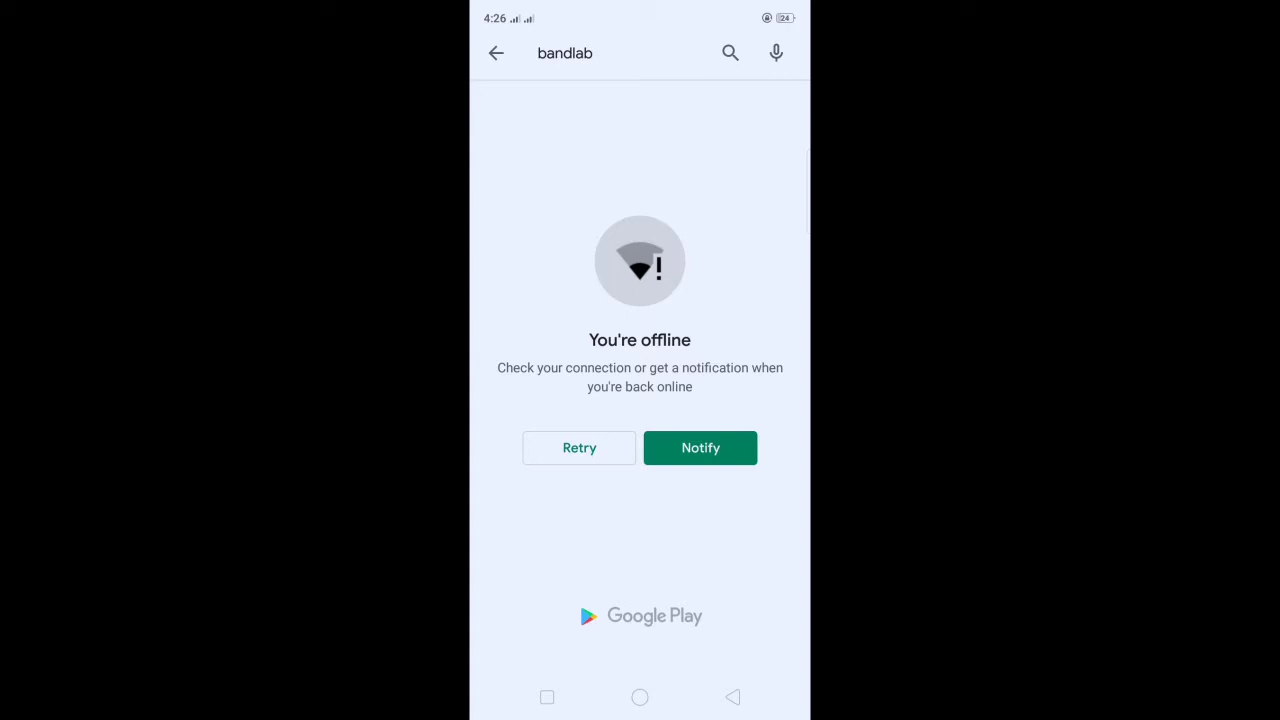 4:26
24
bandlab
You're offline
Check your connection or get a notification when
you're back online
Retry
Notify
Google Play